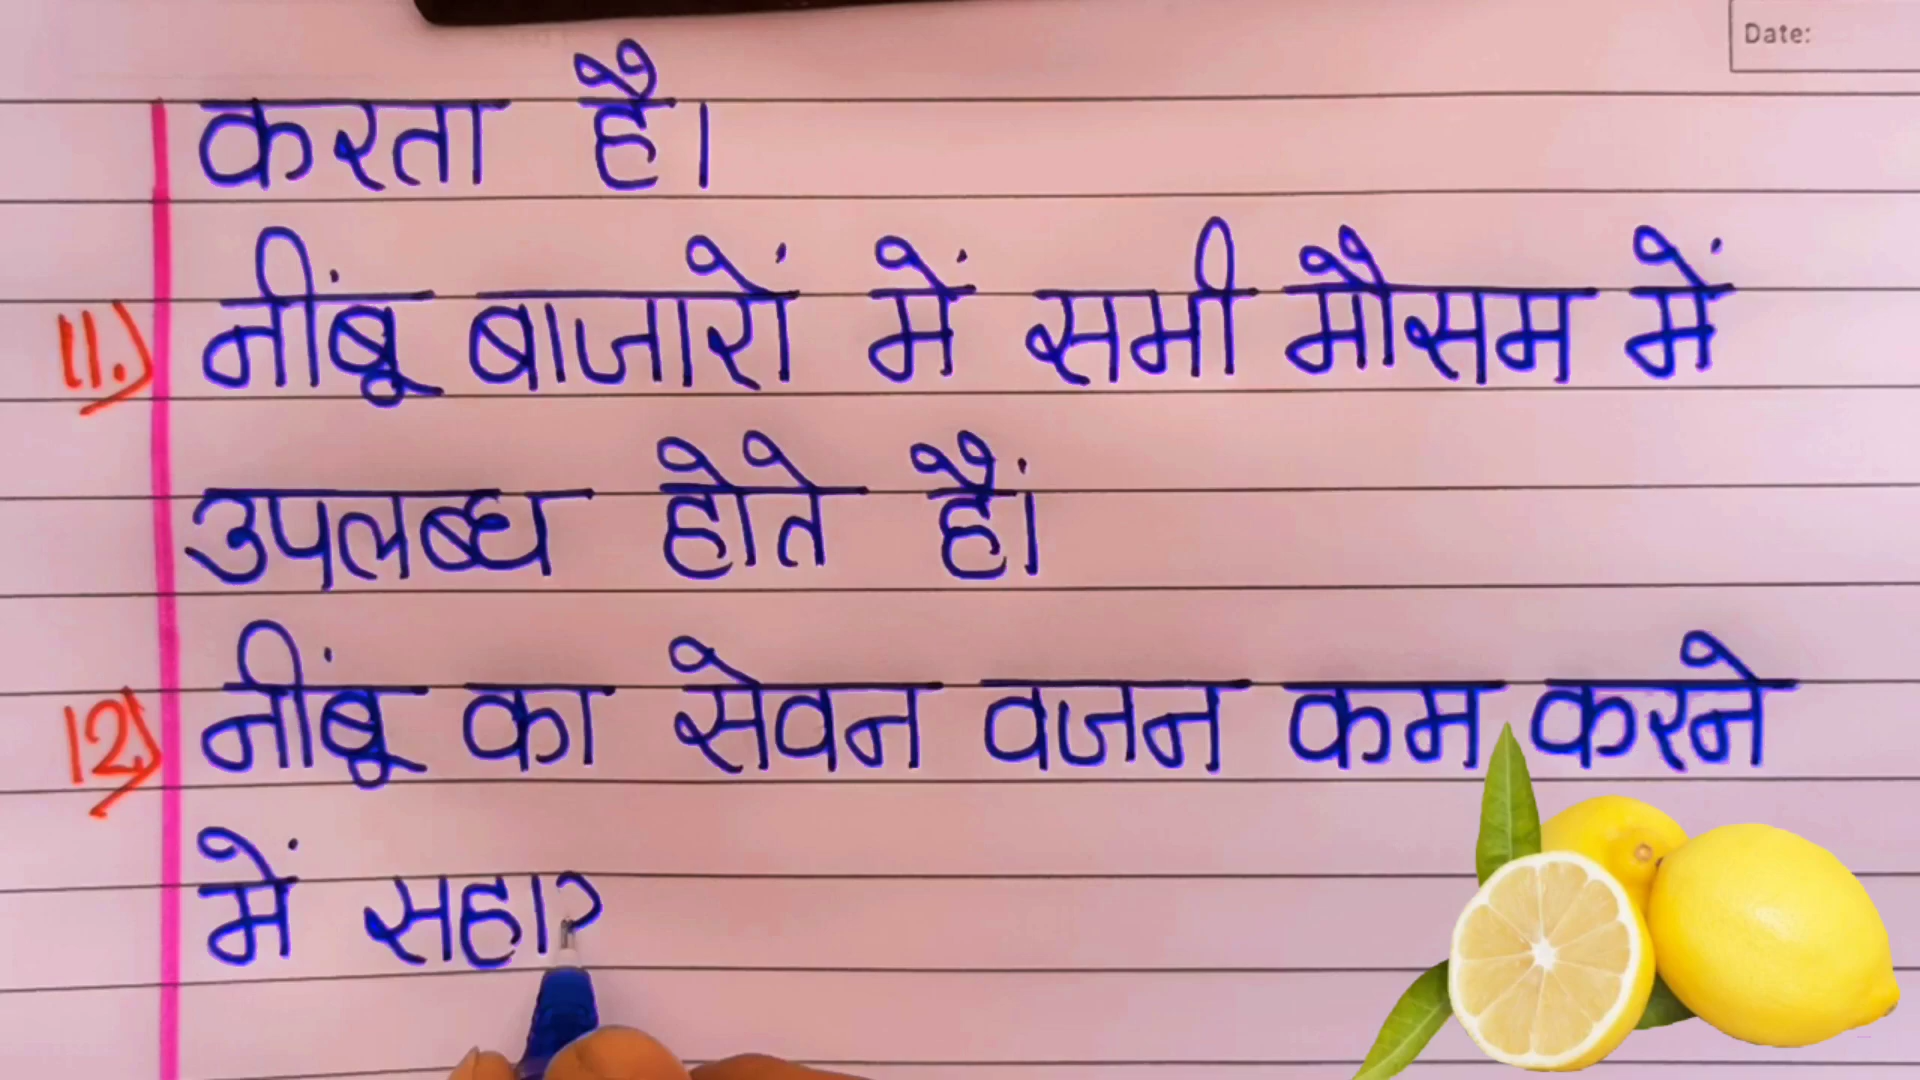 Date:
करता है।
11.) नींबू बाजारों में सभी मौसम में
उपलब्ध होते हैं।
12.) नींबू का सेवन वजन कम करने
में सहा